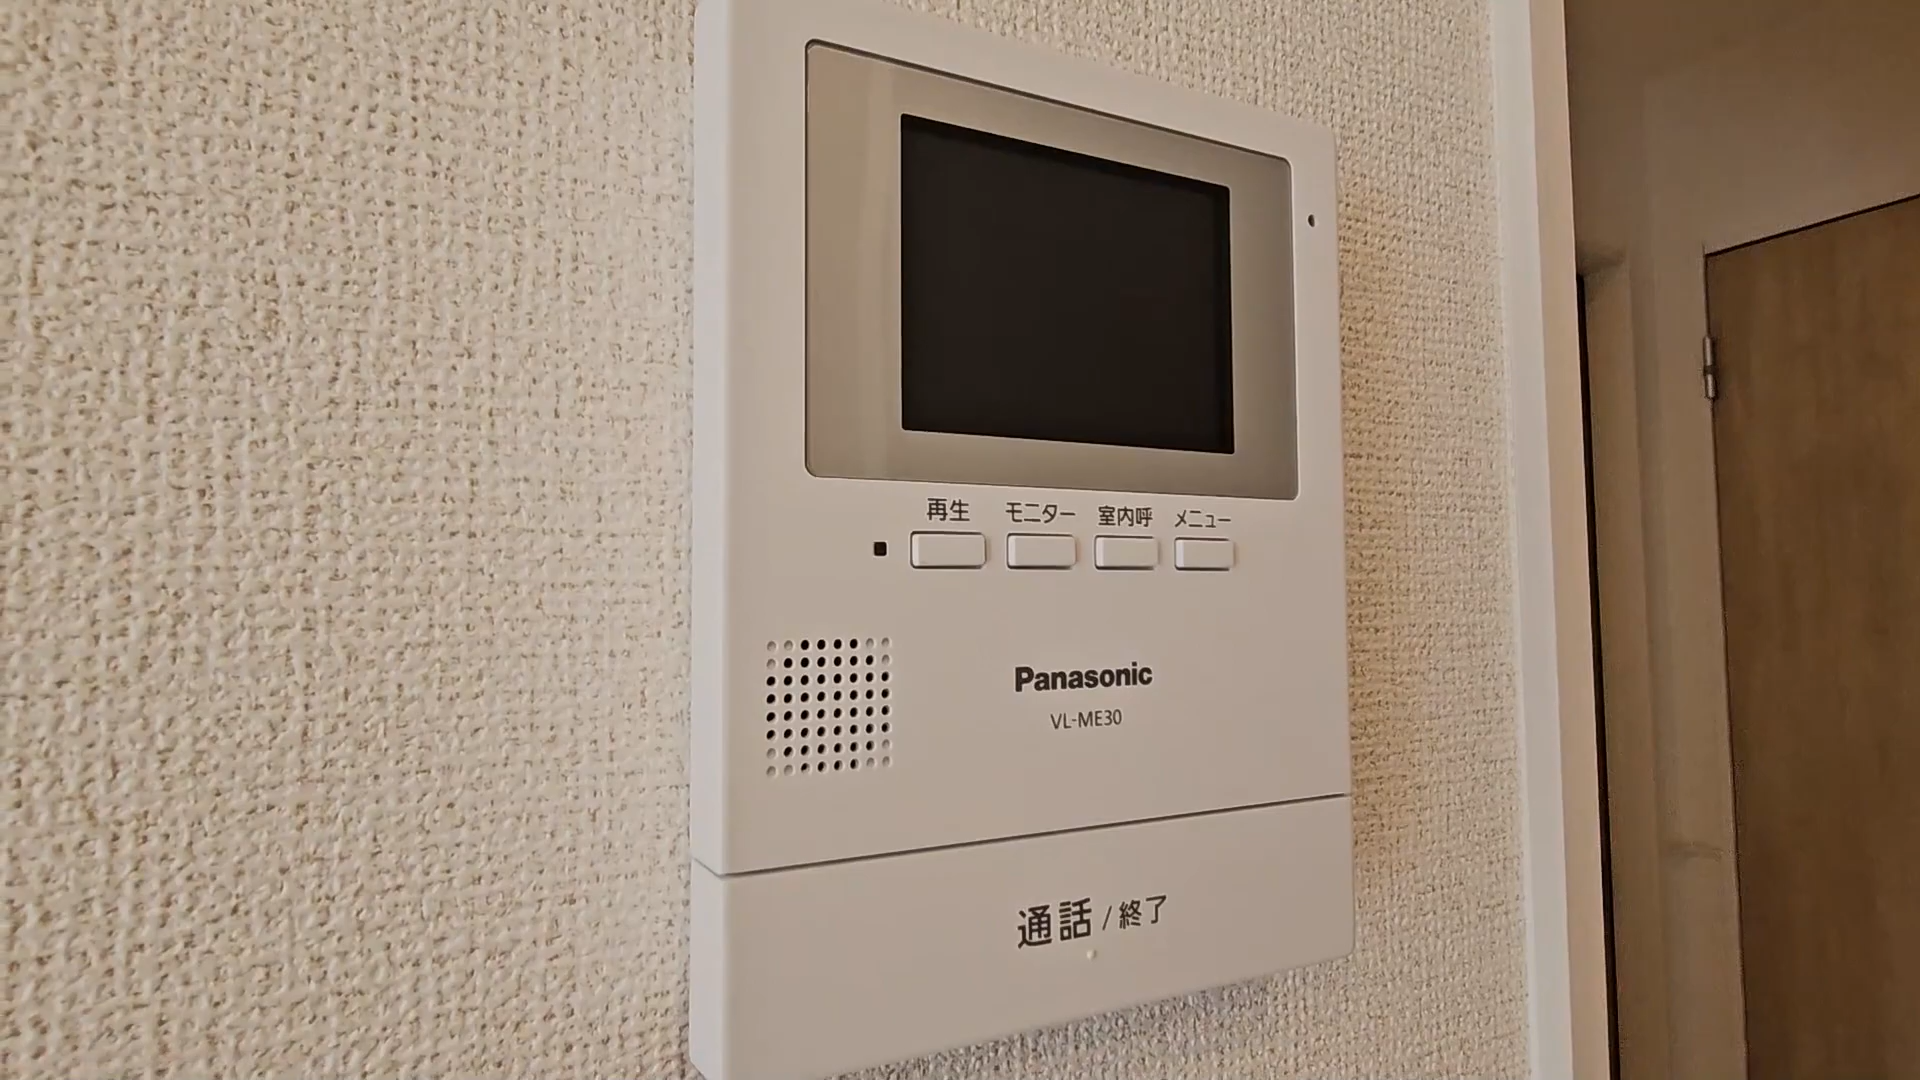 再生 モニター 室内呼 メニュー
Panasonic
VL-ME30
通話 / 終了